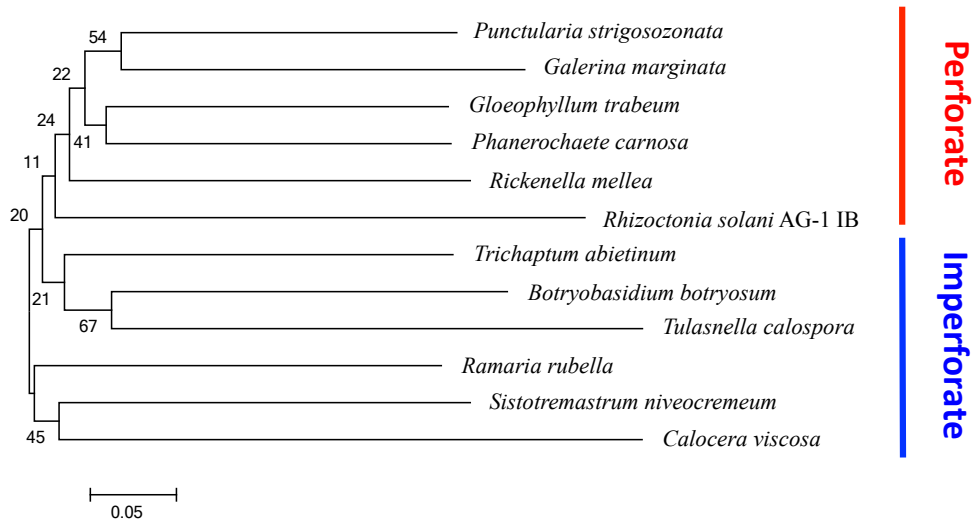 54
Punctularia strigosozonata
Galerina marginata
22
Gloeophyllum trabeum
24
41
Phanerochaete carnosa
11
Rickenella mellea
20
Rhizoctonia solani AG-1 IB
Perforate
Trichaptum abietinum
21
Botryobasidium botryosum
67
Tulasnella calospora
Ramaria rubella
Sistotremastrum niveocremeum
45
Calocera viscosa
Imperforate
0.05